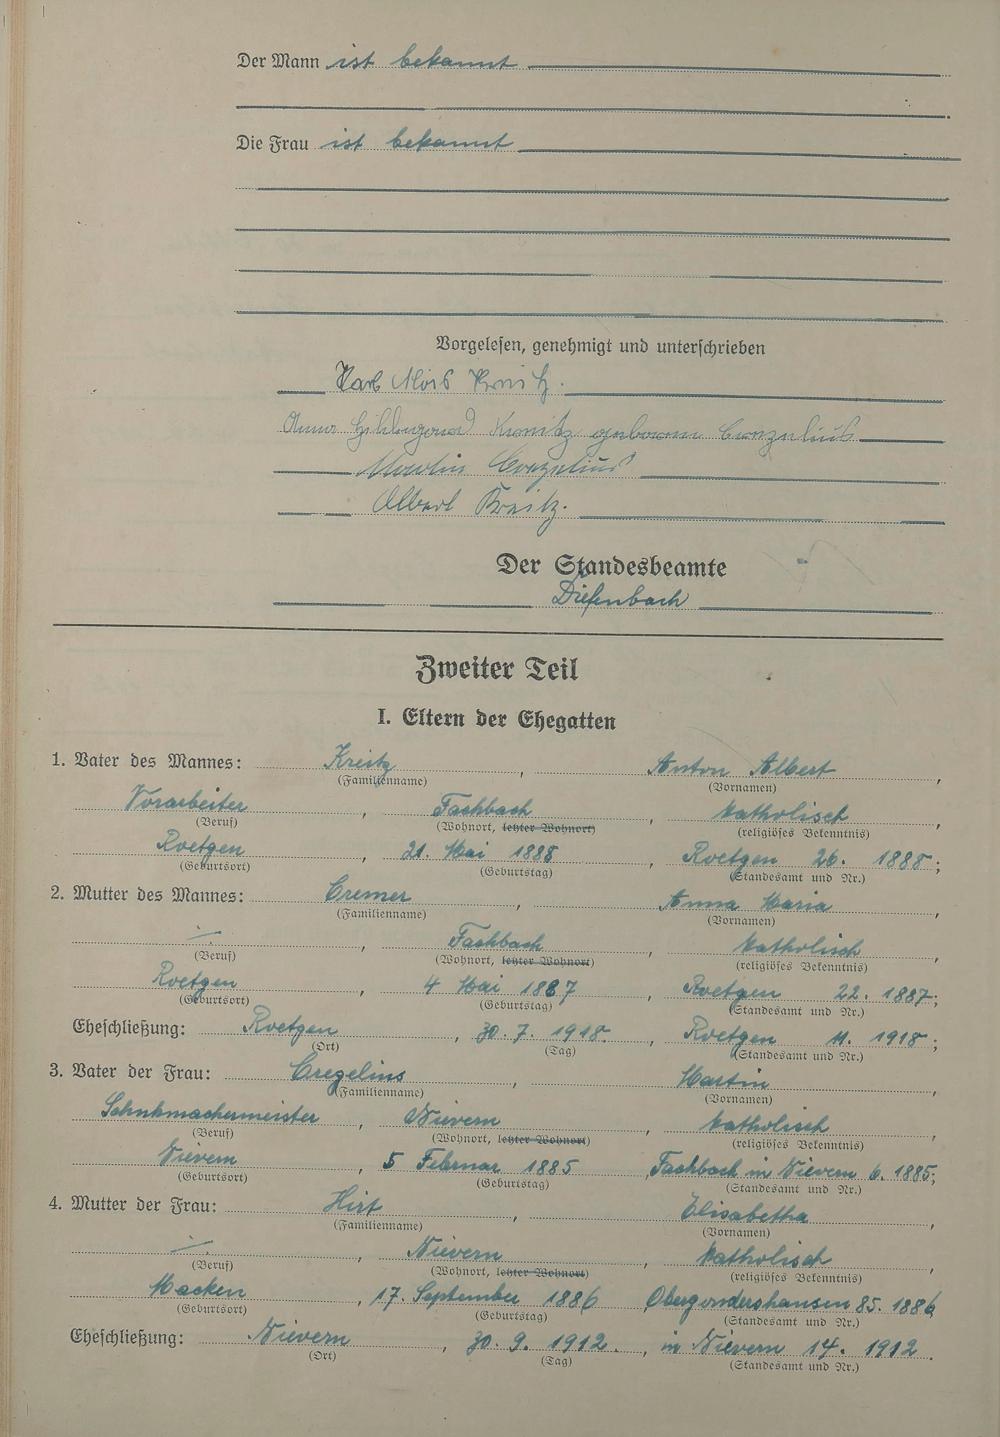 Der Mann ist bekannt
Die Frau ist bekannt
Vorgelesen, genehmigt und unterschrieben
Karl Alois Kreitz.
Anna Hildegard Kreitz geborene Corzelius
Martin Corzelius
Albert Kreitz.
Der Standesbeamte
Diefenbach
Zweiter Teil
I. Eltern der Ehegatten
1. Vater des Mannes: Kreitz, Anton Albert,
(Familienname) (Vornamen)
Vorarbeiter, Fachbach, katholisch,
(Beruf) (Wohnort, letzter Wohnort) (religiöses Bekenntnis)
Roetgen, 21. Mai 1888, Roetgen 26. 1888;
(Geburtsort) (Geburtstag) (Standesamt und Nr.)
2. Mutter des Mannes: Cremer, Anna Maria,
(Familienname) (Vornamen)
, Fachbach, katholisch,
(Beruf) (Wohnort, letzter Wohnort) (religiöses Bekenntnis)
Roetgen, 4 Mai 1887, Roetgen 22. 1887;
(Geburtsort) (Geburtstag) (Standesamt und Nr.)
Eheschließung: Roetgen, 30. 7. 1918., Roetgen 11. 1918;
(Ort) (Tag) (Standesamt und Nr.)
3. Vater der Frau: , Martin,
(Familienname) (Vornamen)
Schuhmachermeister, Nievern, katholisch,
(Beruf) (Wohnort, letzter Wohnort) (religiöses Bekenntnis)
Nievern, 5 Februar 1885, Fachbach in Nievern 6. 1885;
(Geburtsort) (Geburtstag) (Standesamt und Nr.)
4. Mutter der Frau: Hirt, Elisabetha,
(Familienname) (Vornamen)
, Nievern, katholisch,
(Beruf) (Wohnort, letzter Wohnort) (religiöses Bekenntnis)
Macken, 17. September 1886 Obergondershausen 85. 1886
(Geburtsort) (Geburtstag) (Standesamt und Nr.)
Eheschließung: Nievern, 30. 9. 1912., in Nievern 14. 1912.
(Ort) (Tag) (Standesamt und Nr.)